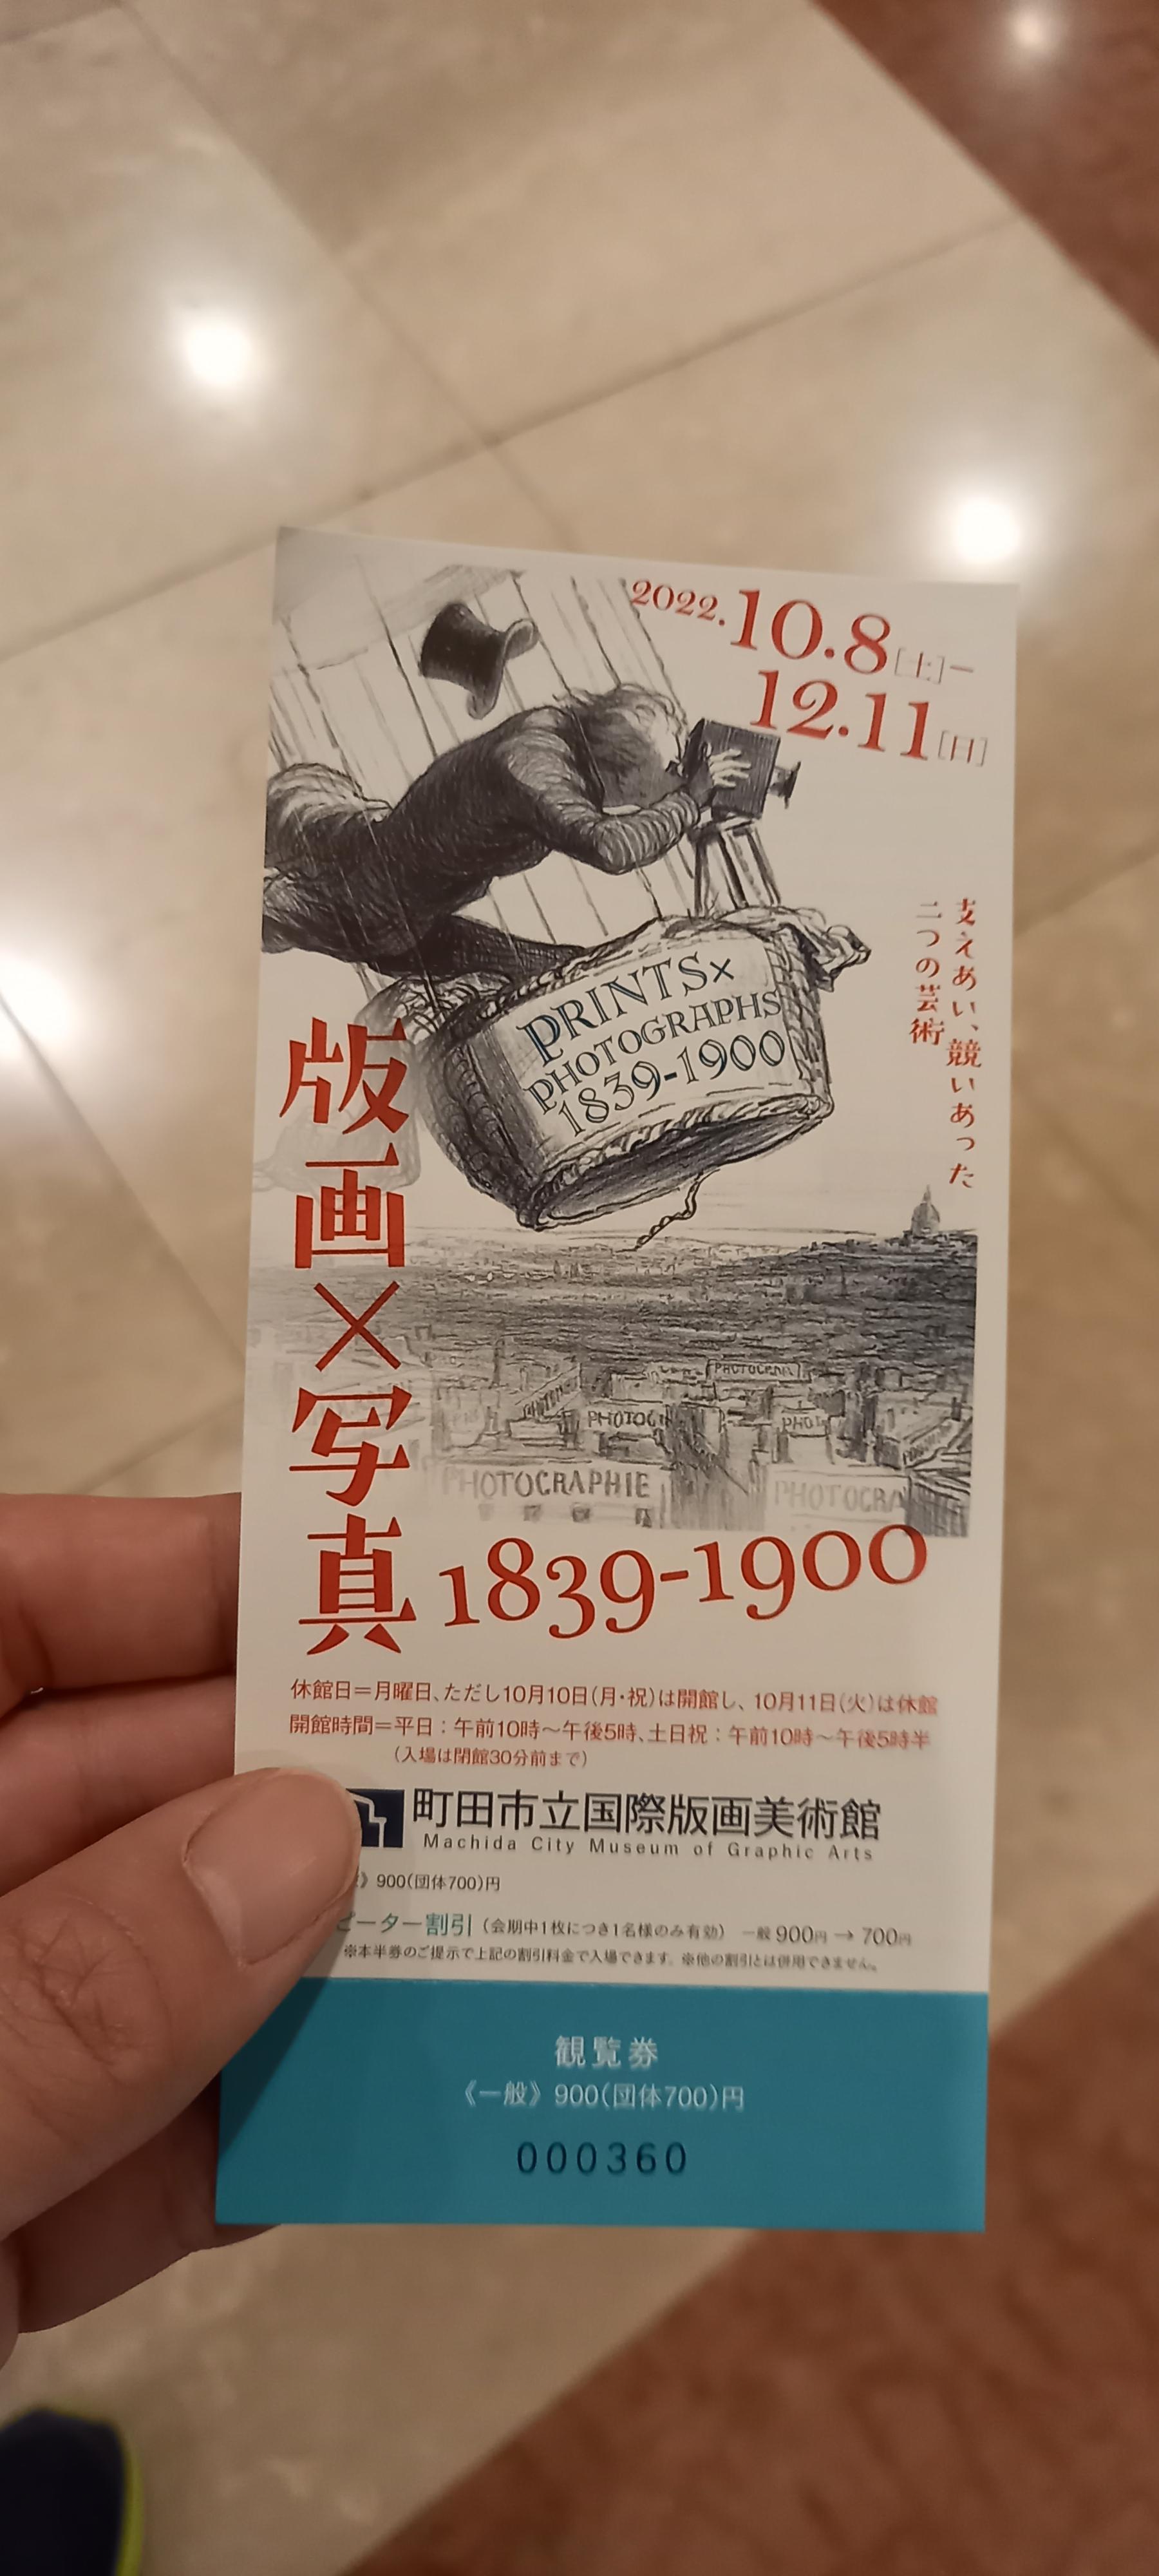 2022.10.8[土]–
12.11[日]
支えあい、競いあった
二つの芸術
PRINTS×
PHOTOGRAPHS
1839-1900
版画×写真
PHOTOGRAPHIE
1839-1900
休館日＝月曜日、ただし10月10日(月・祝)は開館し、10月11日(火)は休館
開館時間＝平日：午前10時〜午後5時、土日祝：午前10時〜午後5時半
(入場は閉館30分前まで)
町田市立国際版画美術館
Machida City Museum of Graphic Arts
》900(団体700)円
ピーター割引(会期中1枚につき1名様のみ有効) 一般 900円→700円
※本半券のご提示で上記の割引料金で入場できます。※他の割引とは併用できません。
観覧券
《一般》900(団体700)円
000360